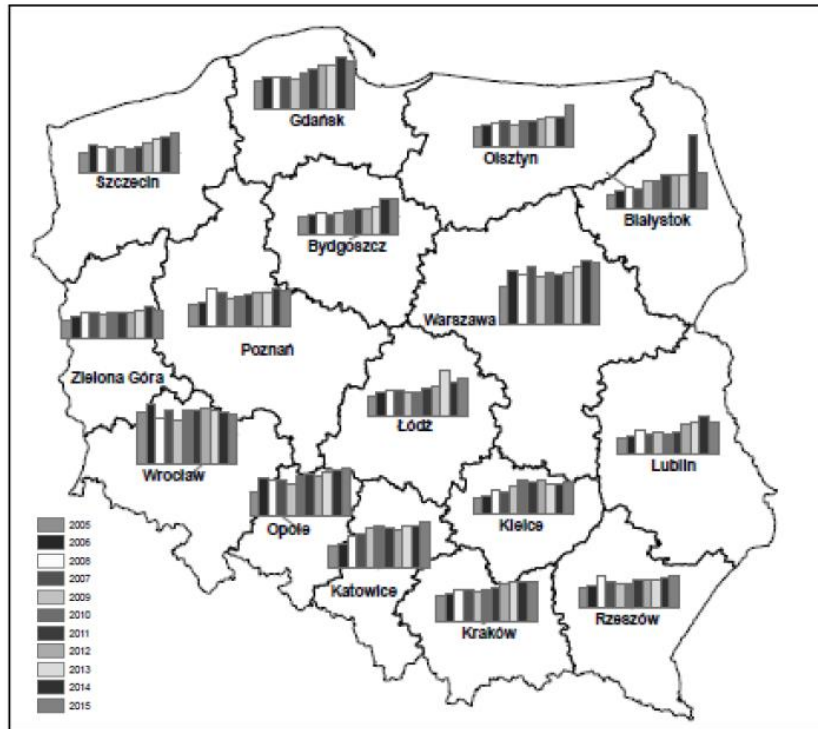 Gdańsk
Olsztyn
Szczecin
Białystok
Bydgoszcz
Warszawa
Poznań
Zielona Góra
Łódź
Lublin
Wrocław
Kielce
Opole
Katowice
Kraków
Rzeszów
2005
2006
2008
2007
2009
2010
2011
2012
2013
2014
2015